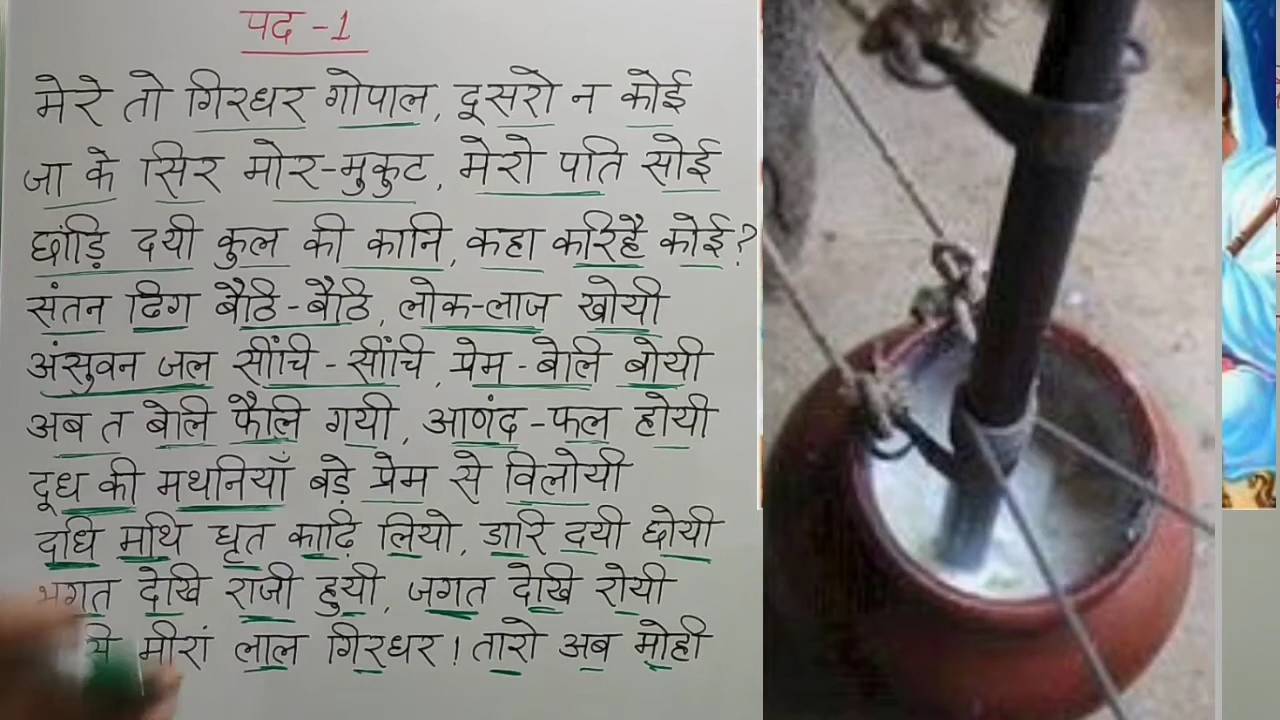 पद -1
मेरे तो गिरधर गोपाल, दूसरो न कोई
जा के सिर मोर-मुकुट, मेरो पति सोई
छांड़ि दयी कुल की कानि, कहा करिहै कोई?
संतन ढिग बैठि-बैठि, लोक-लाज खोयी
अंसुवन जल सींचि-सींचि, प्रेम-बेलि बोयी
अब त बेलि फैलि गयी, आणंद-फल होयी
दूध की मथनियाँ बड़े प्रेम से विलोयी
दधि मथि घृत काढ़ि लियो, डारि दयी छोयी
भगत देखि राजी हुयी, जगत देखि रोयी
मीरां लाल गिरधर! तारो अब मोही